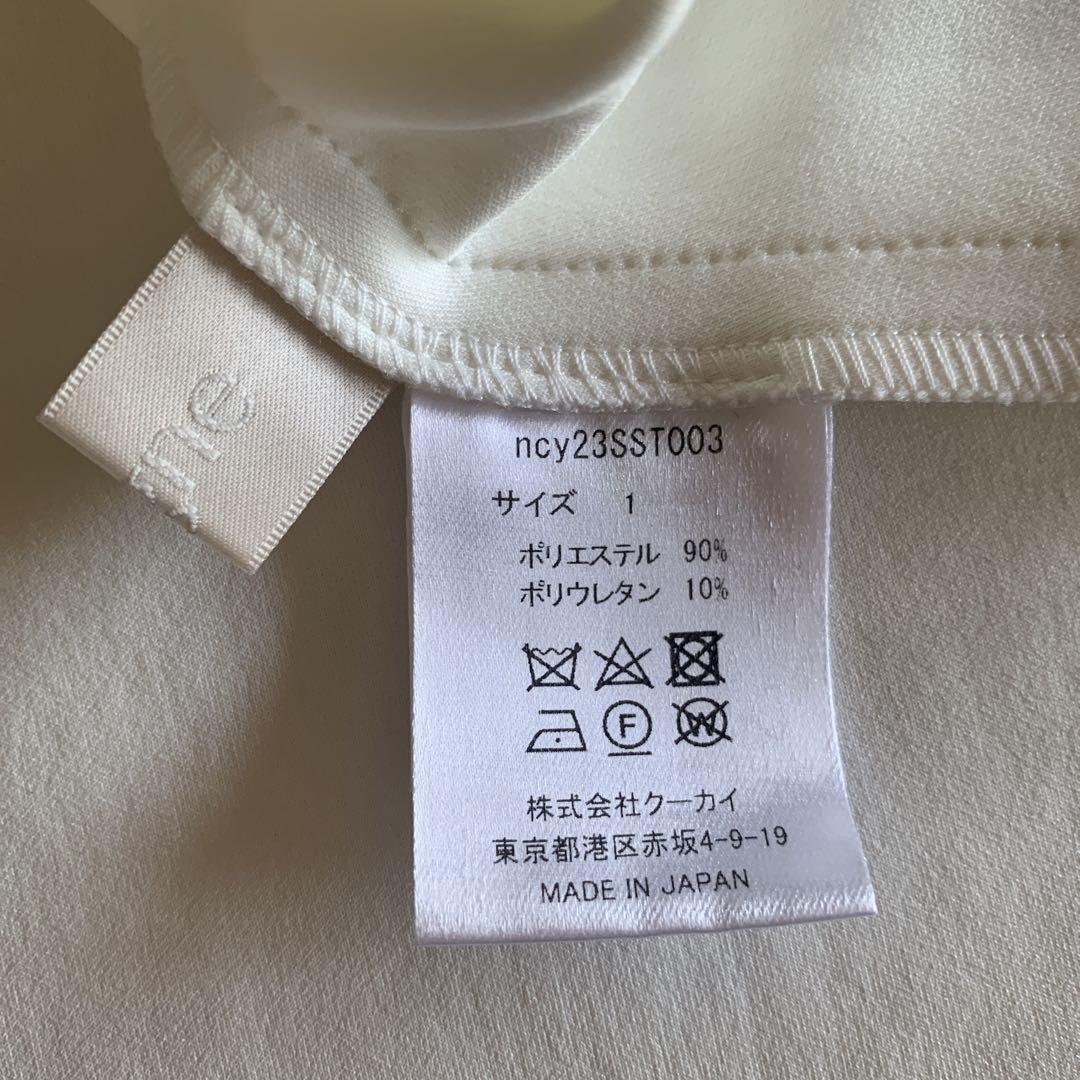 ncy23SST003
サイズ 1
ポリエステル 90%
ポリウレタン 10%
F
W
株式会社クーカイ
東京都港区赤坂4-9-19
MADE IN JAPAN